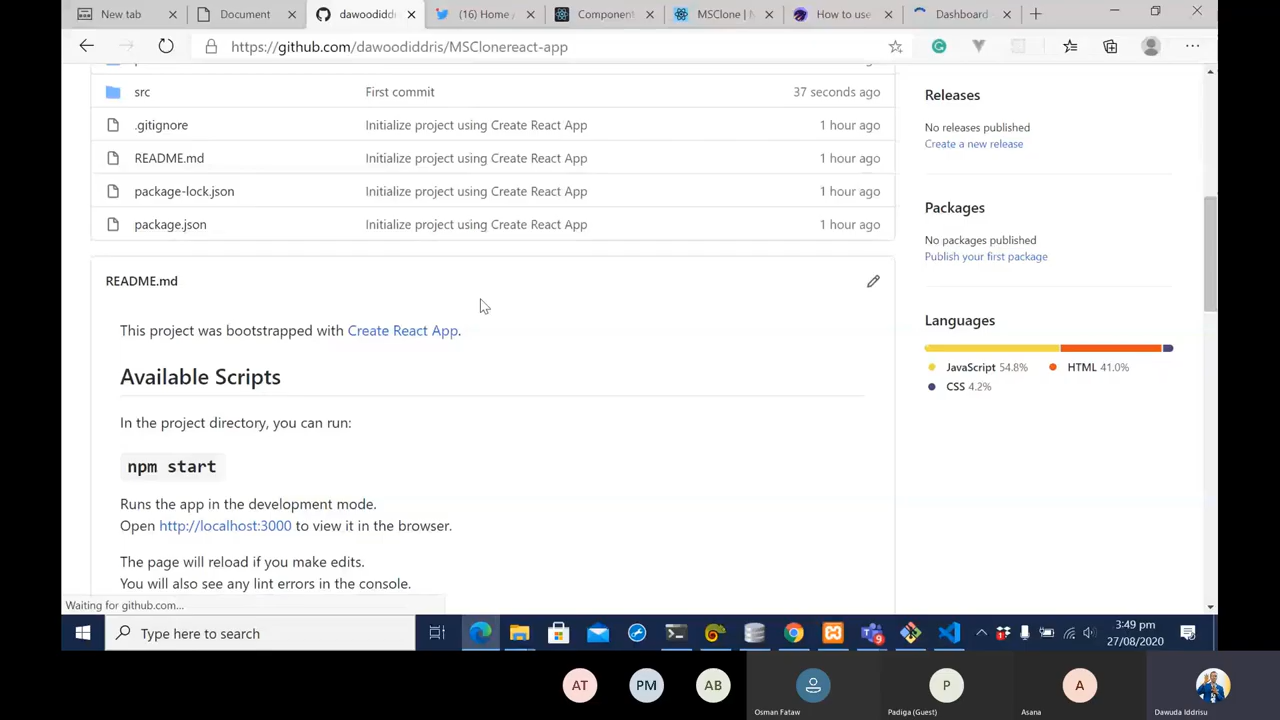 New tab
Document
dawoodiddr
(16) Home /
Component
MSClone | N
How to use
Dashboard
https://github.com/dawoodiddris/MSClonereact-app
src First commit 37 seconds ago
.gitignore Initialize project using Create React App 1 hour ago
README.md Initialize project using Create React App 1 hour ago
package-lock.json Initialize project using Create React App 1 hour ago
package.json Initialize project using Create React App 1 hour ago
README.md
This project was bootstrapped with Create React App.
Available Scripts
In the project directory, you can run:
npm start
Runs the app in the development mode.
Open http://localhost:3000 to view it in the browser.
The page will reload if you make edits.
You will also see any lint errors in the console.
Releases
No releases published
Create a new release
Packages
No packages published
Publish your first package
Languages
JavaScript 54.8% HTML 41.0%
CSS 4.2%
Waiting for github.com...
Type here to search
9
3:49 pm
27/08/2020
AT
PM
AB
P
A
Osman Fataw
Padiga (Guest)
Asana
Dawuda Iddrisu